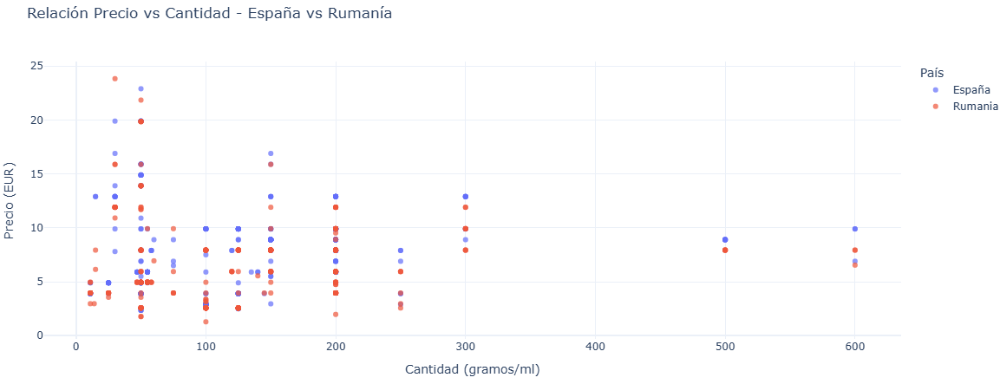 Relación Precio vs Cantidad - España vs Rumanía
País
España
Rumania
Precio (EUR)
25
20
15
10
5
0
0 100 200 300 400 500 600
Cantidad (gramos/ml)